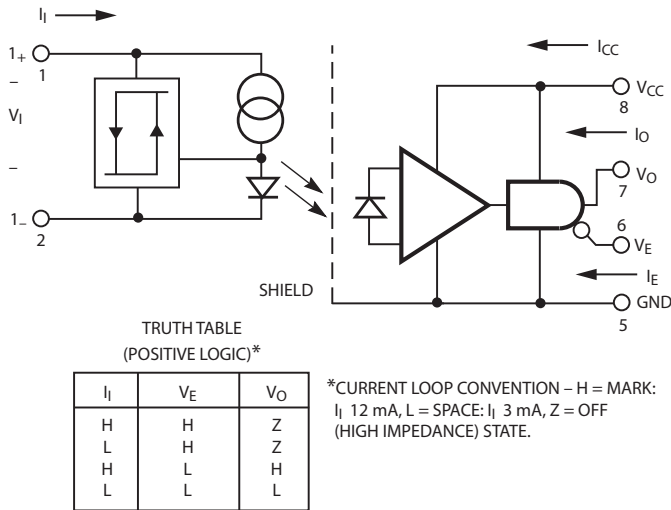 I_I
1+
1
–
V_I
–
1–
2
SHIELD
I_CC
V_CC
8
I_O
V_O
7
6
V_E
I_E
GND
5
TRUTH TABLE
(POSITIVE LOGIC)*
I_I V_E V_O
H H Z
L H Z
H L H
L L L
*CURRENT LOOP CONVENTION – H = MARK:
I_I 12 mA, L = SPACE: I_I 3 mA, Z = OFF
(HIGH IMPEDANCE) STATE.